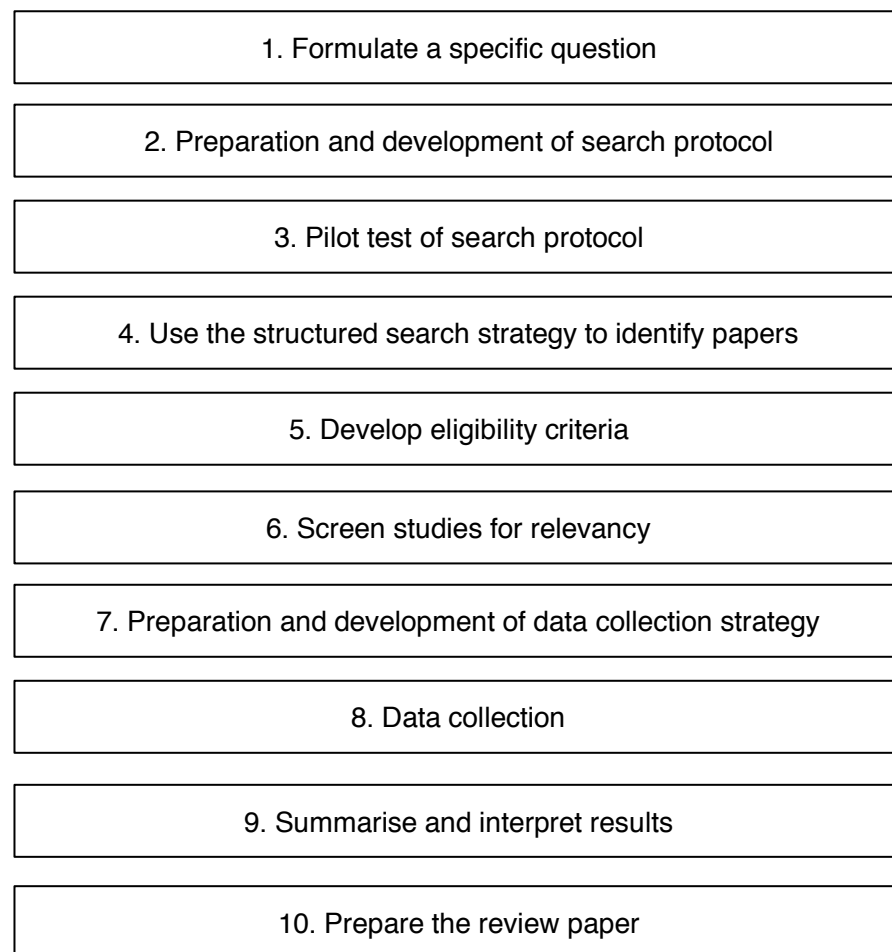 1. Formulate a specific question
2. Preparation and development of search protocol
3. Pilot test of search protocol
4. Use the structured search strategy to identify papers
5. Develop eligibility criteria
6. Screen studies for relevancy
7. Preparation and development of data collection strategy
8. Data collection
9. Summarise and interpret results
10. Prepare the review paper